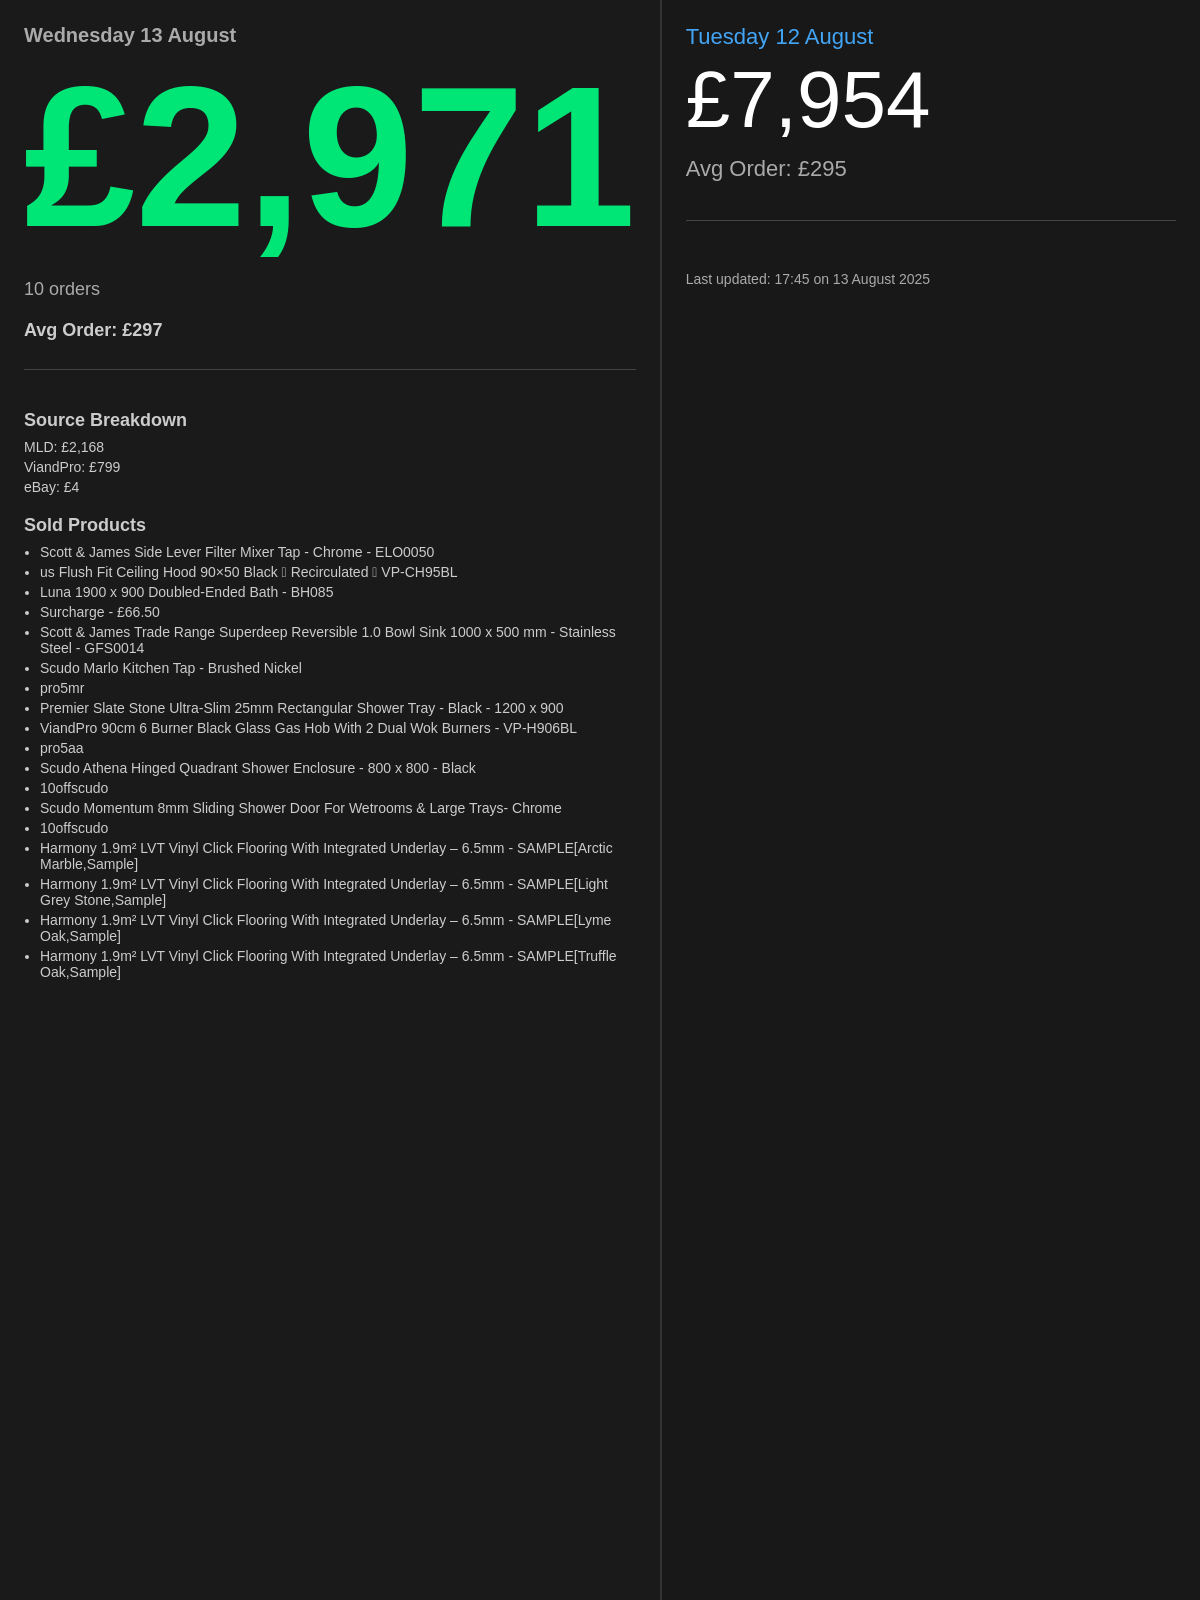 Wednesday 13 August
£2,971
10 orders
Avg Order: £297
Source Breakdown
MLD: £2,168
ViandPro: £799
eBay: £4
Sold Products
• Scott & James Side Lever Filter Mixer Tap - Chrome - ELO0050
• us Flush Fit Ceiling Hood 90×50 Black  Recirculated  VP-CH95BL
• Luna 1900 x 900 Doubled-Ended Bath - BH085
• Surcharge - £66.50
• Scott & James Trade Range Superdeep Reversible 1.0 Bowl Sink 1000 x 500 mm - Stainless
Steel - GFS0014
• Scudo Marlo Kitchen Tap - Brushed Nickel
• pro5mr
• Premier Slate Stone Ultra-Slim 25mm Rectangular Shower Tray - Black - 1200 x 900
• ViandPro 90cm 6 Burner Black Glass Gas Hob With 2 Dual Wok Burners - VP-H906BL
• pro5aa
• Scudo Athena Hinged Quadrant Shower Enclosure - 800 x 800 - Black
• 10offscudo
• Scudo Momentum 8mm Sliding Shower Door For Wetrooms & Large Trays- Chrome
• 10offscudo
• Harmony 1.9m² LVT Vinyl Click Flooring With Integrated Underlay – 6.5mm - SAMPLE[Arctic
Marble,Sample]
• Harmony 1.9m² LVT Vinyl Click Flooring With Integrated Underlay – 6.5mm - SAMPLE[Light
Grey Stone,Sample]
• Harmony 1.9m² LVT Vinyl Click Flooring With Integrated Underlay – 6.5mm - SAMPLE[Lyme
Oak,Sample]
• Harmony 1.9m² LVT Vinyl Click Flooring With Integrated Underlay – 6.5mm - SAMPLE[Truffle
Oak,Sample]
Tuesday 12 August
£7,954
Avg Order: £295
Last updated: 17:45 on 13 August 2025